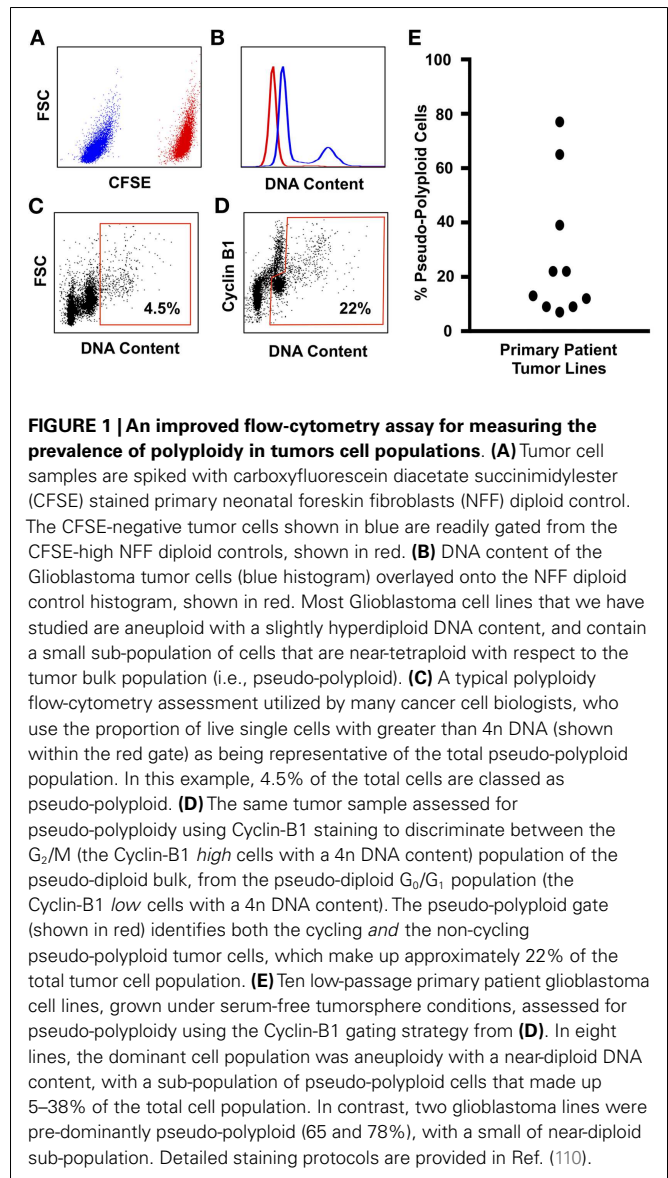 A
B
E
FSC
CFSE
DNA Content
C
D
FSC
4.5%
DNA Content
Cyclin B1
22%
DNA Content
% Pseudo-Polyploid Cells
100
80
60
40
20
0
Primary Patient
Tumor Lines
FIGURE 1 | An improved flow-cytometry assay for measuring the
prevalence of polyploidy in tumors cell populations. (A) Tumor cell
samples are spiked with carboxyfluorescein diacetate succinimidylester
(CFSE) stained primary neonatal foreskin fibroblasts (NFF) diploid control.
The CFSE-negative tumor cells shown in blue are readily gated from the
CFSE-high NFF diploid controls, shown in red. (B) DNA content of the
Glioblastoma tumor cells (blue histogram) overlayed onto the NFF diploid
control histogram, shown in red. Most Glioblastoma cell lines that we have
studied are aneuploid with a slightly hyperdiploid DNA content, and contain
a small sub-population of cells that are near-tetraploid with respect to the
tumor bulk population (i.e., pseudo-polyploid). (C) A typical polyploidy
flow-cytometry assessment utilized by many cancer cell biologists, who
use the proportion of live single cells with greater than 4n DNA (shown
within the red gate) as being representative of the total pseudo-polyploid
population. In this example, 4.5% of the total cells are classed as
pseudo-polyploid. (D) The same tumor sample assessed for
pseudo-polyploidy using Cyclin-B1 staining to discriminate between the
G₂/M (the Cyclin-B1 high cells with a 4n DNA content) population of the
pseudo-diploid bulk, from the pseudo-diploid G₀/G₁ population (the
Cyclin-B1 low cells with a 4n DNA content). The pseudo-polyploid gate
(shown in red) identifies both the cycling and the non-cycling
pseudo-polyploid tumor cells, which make up approximately 22% of the
total tumor cell population. (E) Ten low-passage primary patient glioblastoma
cell lines, grown under serum-free tumorsphere conditions, assessed for
pseudo-polyploidy using the Cyclin-B1 gating strategy from (D). In eight
lines, the dominant cell population was aneuploidy with a near-diploid DNA
content, with a sub-population of pseudo-polyploid cells that made up
5–38% of the total cell population. In contrast, two glioblastoma lines were
pre-dominantly pseudo-polyploid (65 and 78%), with a small of near-diploid
sub-population. Detailed staining protocols are provided in Ref. (110).